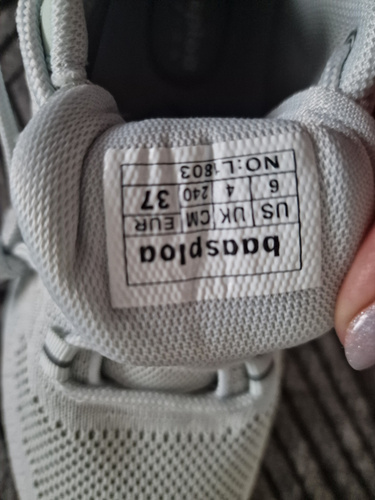 baasploa
US UK CM EUR
6 4 240 37
NO:L1803